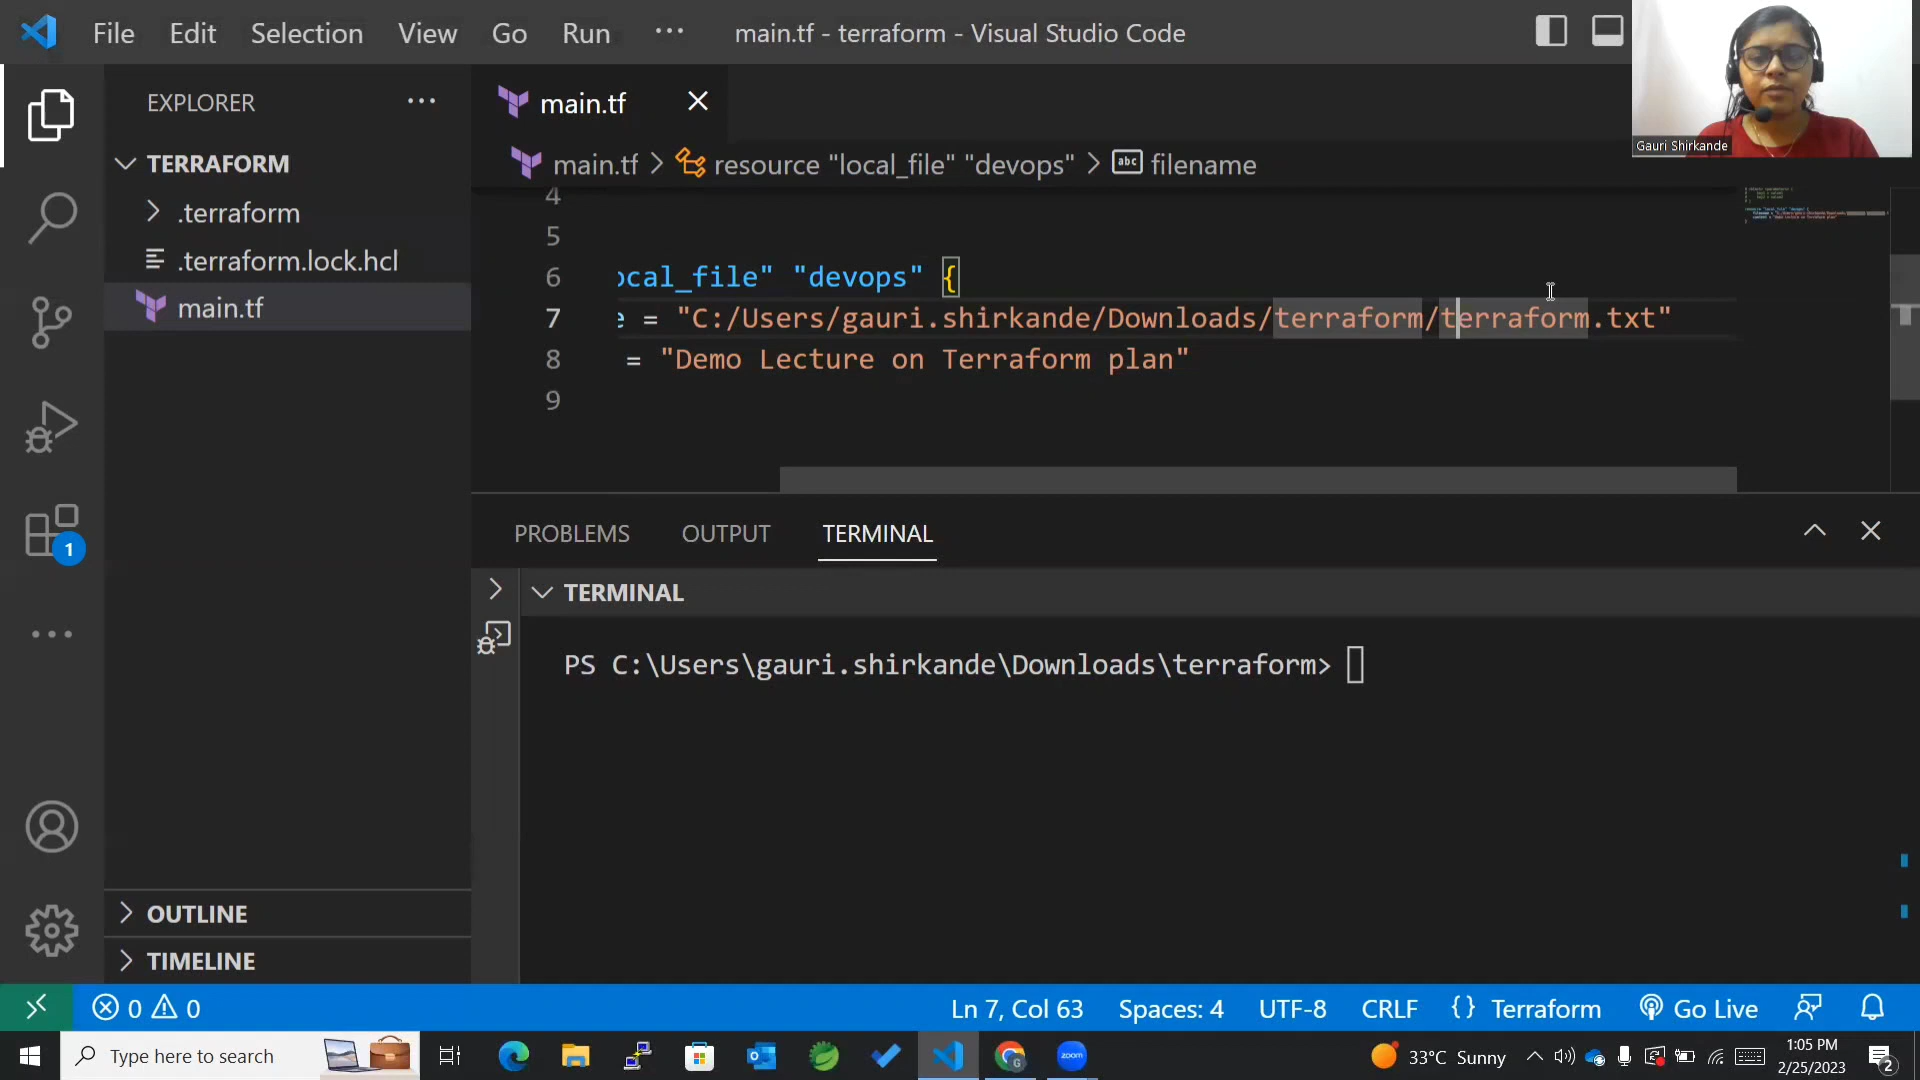 File Edit Selection View Go Run ··· main.tf - terraform - Visual Studio Code
Gauri Shirkande
EXPLORER ···
TERRAFORM
.terraform
.terraform.lock.hcl
main.tf
main.tf
main.tf > resource "local_file" "devops" > abc filename
4
5
6 ocal_file" "devops" {
7 e = "C:/Users/gauri.shirkande/Downloads/terraform/terraform.txt"
8 = "Demo Lecture on Terraform plan"
9
PROBLEMS OUTPUT TERMINAL
TERMINAL
PS C:\Users\gauri.shirkande\Downloads\terraform>
1
OUTLINE
TIMELINE
0 0 Ln 7, Col 63 Spaces: 4 UTF-8 CRLF {} Terraform Go Live
Type here to search zoom 33°C Sunny 1:05 PM
2/25/2023 2